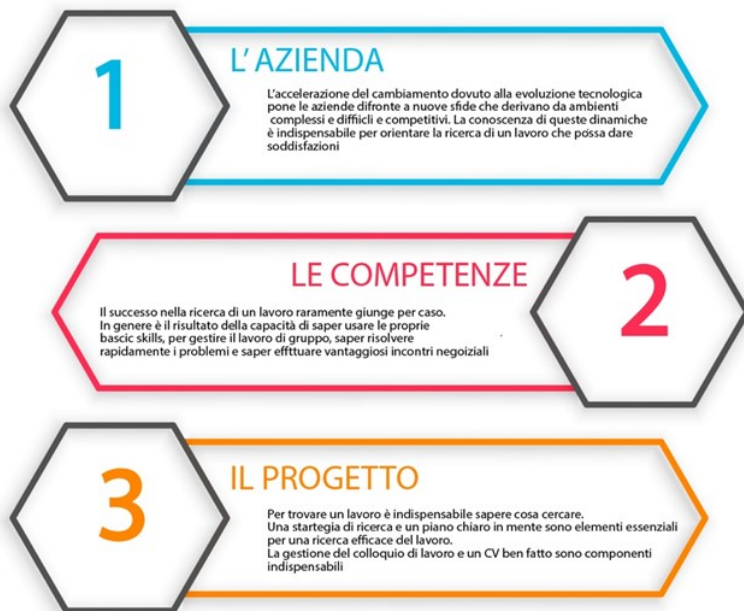 1
L' AZIENDA
L'accelerazione del cambiamento dovuto alla evoluzione tecnologica
pone le aziende difronte a nuove sfide che derivano da ambienti
complessi e diffiicli e competitivi. La conoscenza di queste dinamiche
è indispensabile per orientare la ricerca di un lavoro che possa dare
soddisfazioni
LE COMPETENZE
2
Il successo nella ricerca di un lavoro raramente giunge per caso.
In genere è il risultato della capacità di saper usare le proprie
bascic skills, per gestire il lavoro di gruppo, saper risolvere
rapidamente i problemi e saper effttuare vantaggiosi incontri negoiziali
3
IL PROGETTO
Per trovare un lavoro è indispensabile sapere cosa cercare.
Una startegia di ricerca e un piano chiaro in mente sono elementi essenziali
per una ricerca efficace del lavoro.
La gestione del colloquio di lavoro e un CV ben fatto sono componenti
indispensabili